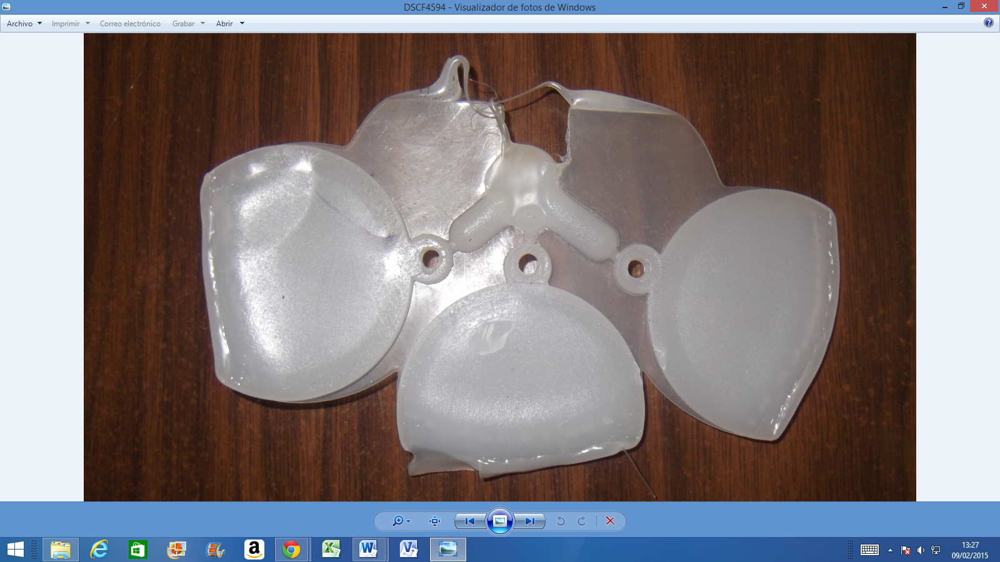 DSCF4594 - Visualizador de fotos de Windows
Archivo Imprimir Correo electrónico Grabar Abrir
13:27
09/02/2015